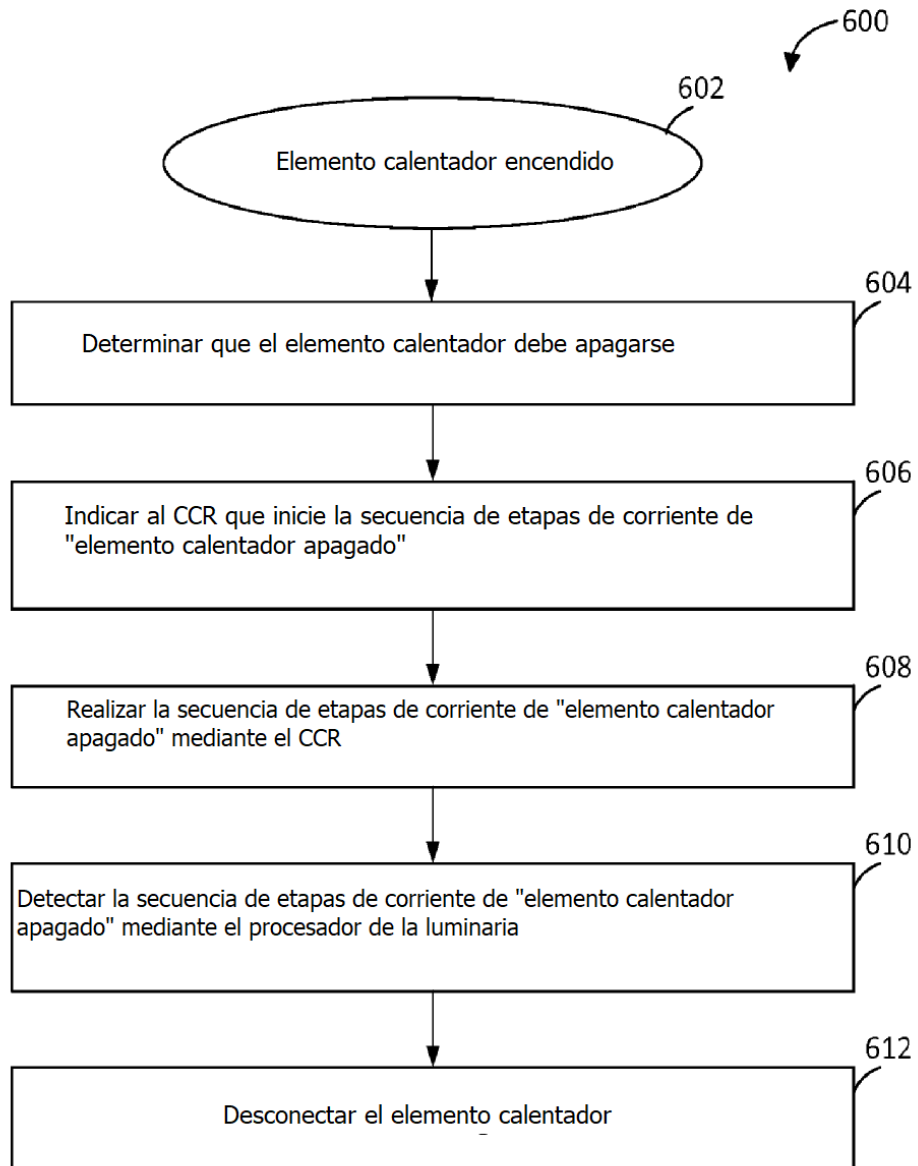 600
602
Elemento calentador encendido
604
Determinar que el elemento calentador debe apagarse
606
Indicar al CCR que inicie la secuencia de etapas de corriente de
"elemento calentador apagado"
608
Realizar la secuencia de etapas de corriente de "elemento calentador
apagado" mediante el CCR
610
Detectar la secuencia de etapas de corriente de "elemento calentador
apagado" mediante el procesador de la luminaria
612
Desconectar el elemento calentador